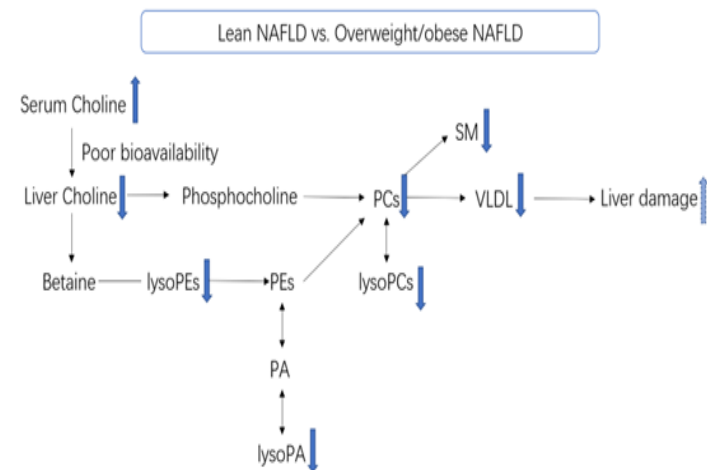 Lean NAFLD vs. Overweight/obese NAFLD
Serum Choline
Poor bioavailability
SM
Liver Choline
Phosphocholine
PCs
VLDL
Liver damage
Betaine
lysoPEs
PEs
lysoPCs
PA
lysoPA